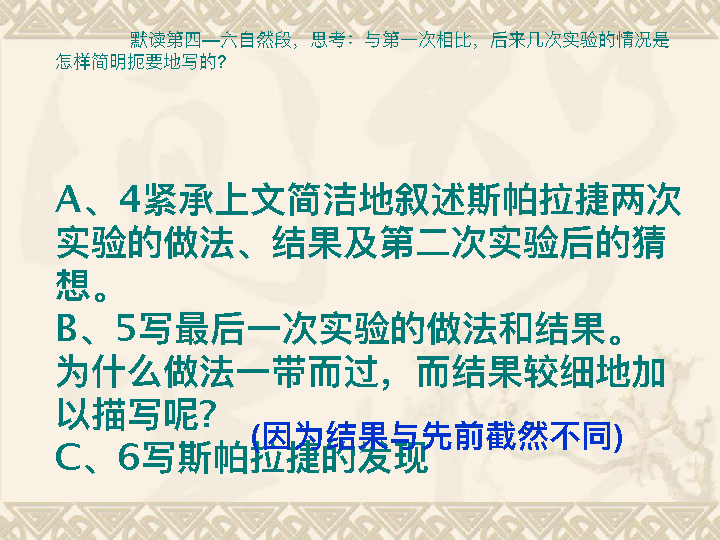 默读第四—六自然段，思考：与第一次相比，后来几次实验的情况是
怎样简明扼要地写的?
A、4紧承上文简洁地叙述斯帕拉捷两次
实验的做法、结果及第二次实验后的猜
想。
B、5写最后一次实验的做法和结果。
为什么做法一带而过，而结果较细地加
以描写呢?
(因为结果与先前截然不同)
C、6写斯帕拉捷的发现